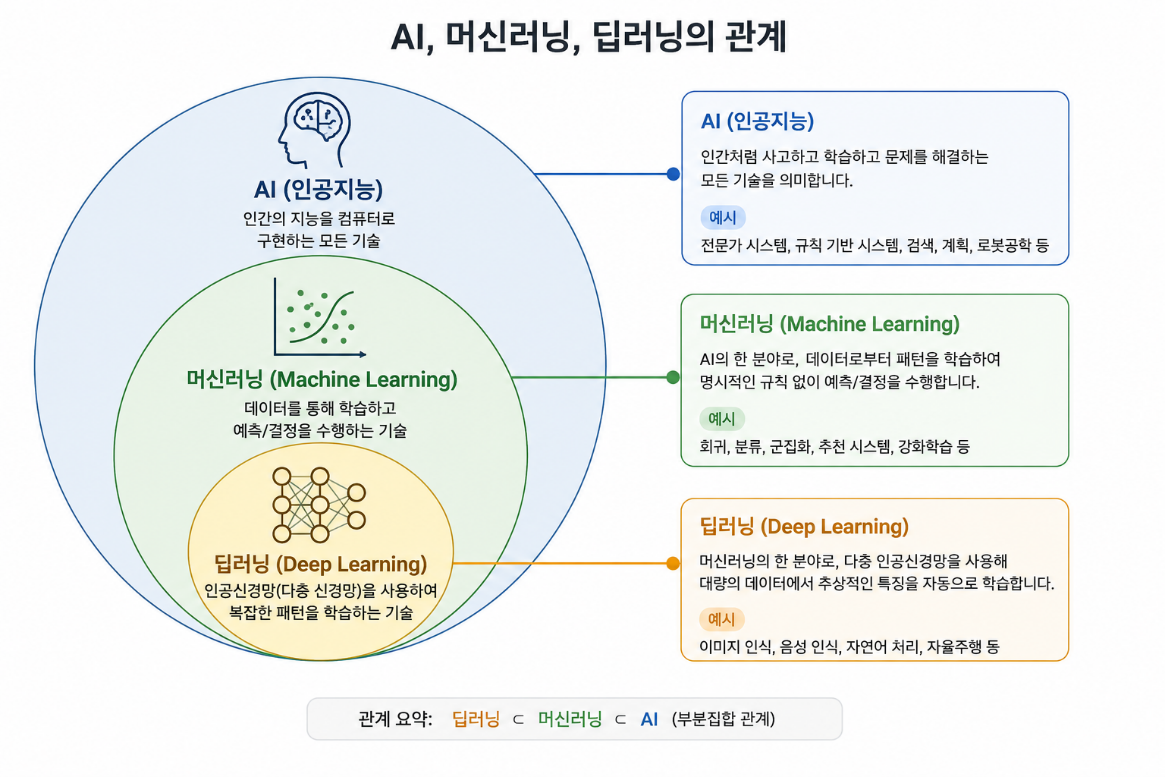 AI, 머신러닝, 딥러닝의 관계
AI (인공지능)
인간의 지능을 컴퓨터로
구현하는 모든 기술
머신러닝 (Machine Learning)
데이터를 통해 학습하고
예측/결정을 수행하는 기술
딥러닝 (Deep Learning)
인공신경망(다층 신경망)을 사용하여
복잡한 패턴을 학습하는 기술
AI (인공지능)
인간처럼 사고하고 학습하고 문제를 해결하는
모든 기술을 의미합니다.
예시
전문가 시스템, 규칙 기반 시스템, 검색, 계획, 로봇공학 등
머신러닝 (Machine Learning)
AI의 한 분야로, 데이터로부터 패턴을 학습하여
명시적인 규칙 없이 예측/결정을 수행합니다.
예시
회귀, 분류, 군집화, 추천 시스템, 강화학습 등
딥러닝 (Deep Learning)
머신러닝의 한 분야로, 다층 인공신경망을 사용해
대량의 데이터에서 추상적인 특징을 자동으로 학습합니다.
예시
이미지 인식, 음성 인식, 자연어 처리, 자율주행 동
관계 요약: 딥러닝 ⊂ 머신러닝 ⊂ AI (부분집합 관계)